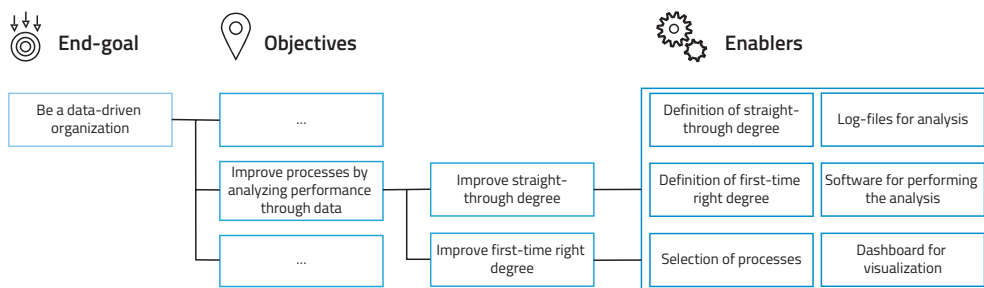 End-goal
Objectives
Enablers
Be a data-driven
organization
...
Improve processes by
analyzing performance
through data
...
Improve straight-
through degree
Improve first-time right
degree
Definition of straight-
through degree
Log-files for analysis
Definition of first-time
right degree
Software for performing
the analysis
Selection of processes
Dashboard for
visualization